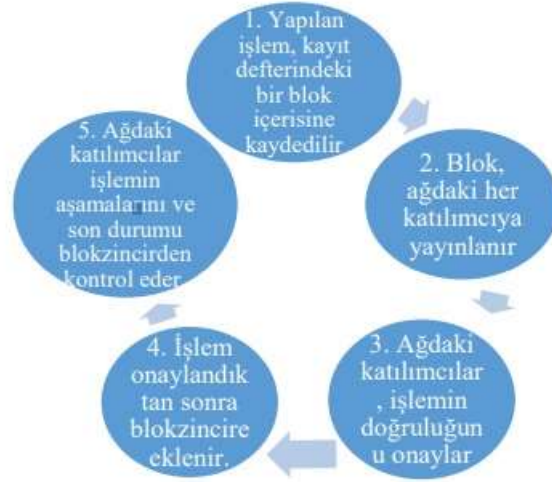 1. Yapılan
işlem, kayıt
defterindeki
bir blok
içerisine
kaydedilir
2. Blok,
ağdaki her
katılımcıya
yayınlanır
3. Ağdaki
katılımcılar
, işlemin
doğruluğun
u onaylar
4. İşlem
onaylandık
tan sonra
blokzincire
eklenir.
5. Ağdaki
katılımcılar
işlemin
aşamalarını ve
son durumu
blokzincirden
kontrol eder.